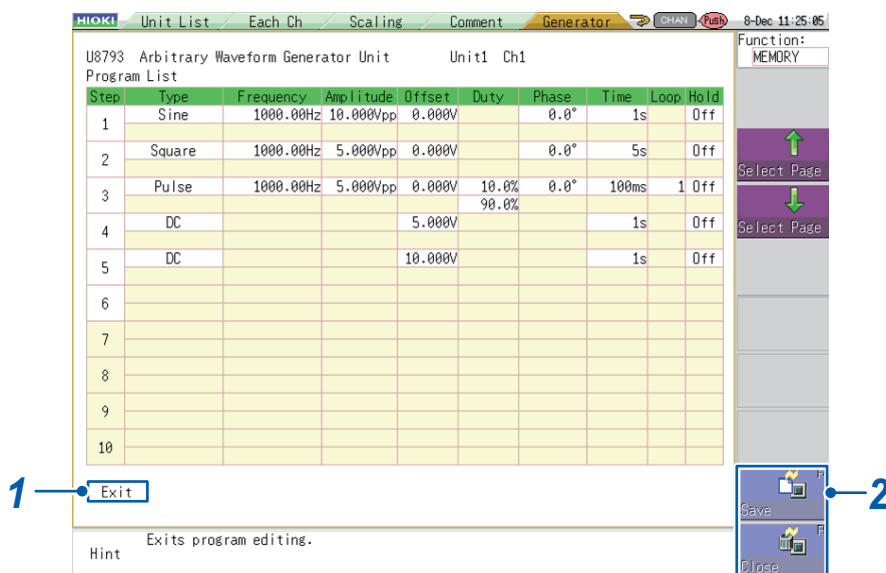 HIOKI Unit List Each Ch Scaling Comment Generator CHAN Push 8-Dec 11:25:05
Function:
MEMORY
U8793 Arbitrary Waveform Generator Unit Unit1 Ch1
Program List
Step Type Frequency Amplitude Offset Duty Phase Time Loop Hold
1 Sine 1000.00Hz 10.000Vpp 0.000V 0.0° 1s Off
2 Square 1000.00Hz 5.000Vpp 0.000V 0.0° 5s Off
Select Page
3 Pulse 1000.00Hz 5.000Vpp 0.000V 10.0% 0.0° 100ms 1 Off
90.0%
4 DC 5.000V 1s Off
Select Page
5 DC 10.000V 1s Off
6
7
8
9
10
1 Exit
2
Save
Close
Hint Exits program editing.